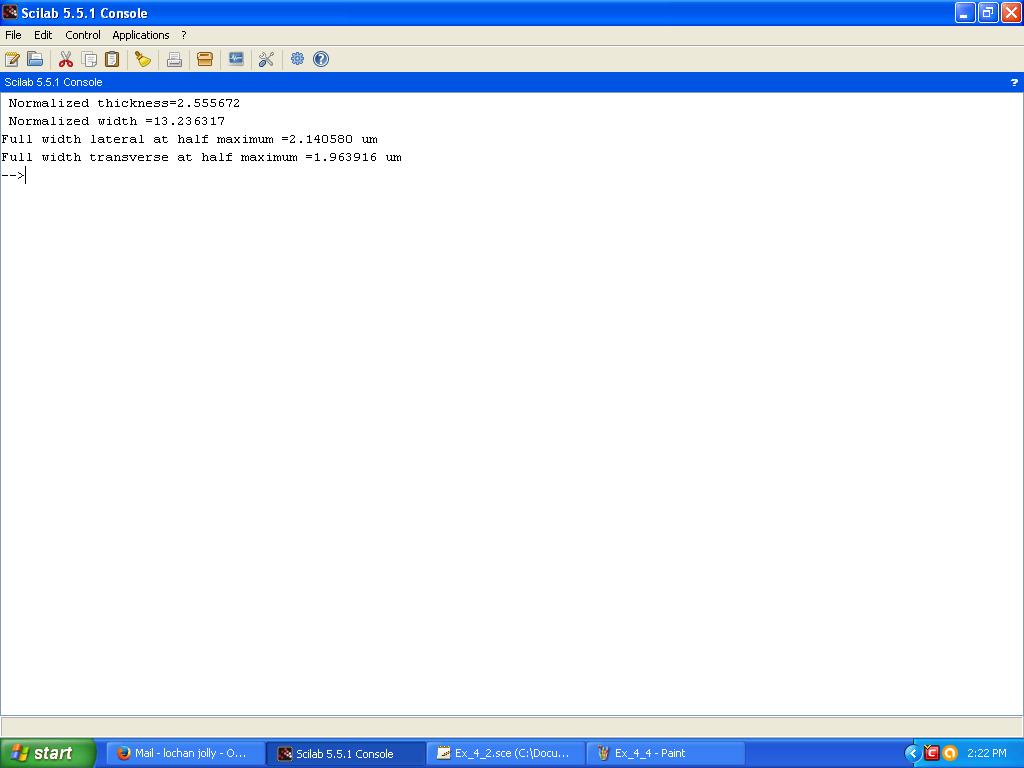 Scilab 5.5.1 Console
File Edit Control Applications ?
Scilab 5.5.1 Console ?
Normalized thickness=2.555672
Normalized width =13.236317
Full width lateral at half maximum =2.140580 um
Full width transverse at half maximum =1.963916 um
-->
start Mail - lochan jolly - O... Scilab 5.5.1 Console Ex_4_2.sce (C:\Docu... Ex_4_4 - Paint 2:22 PM